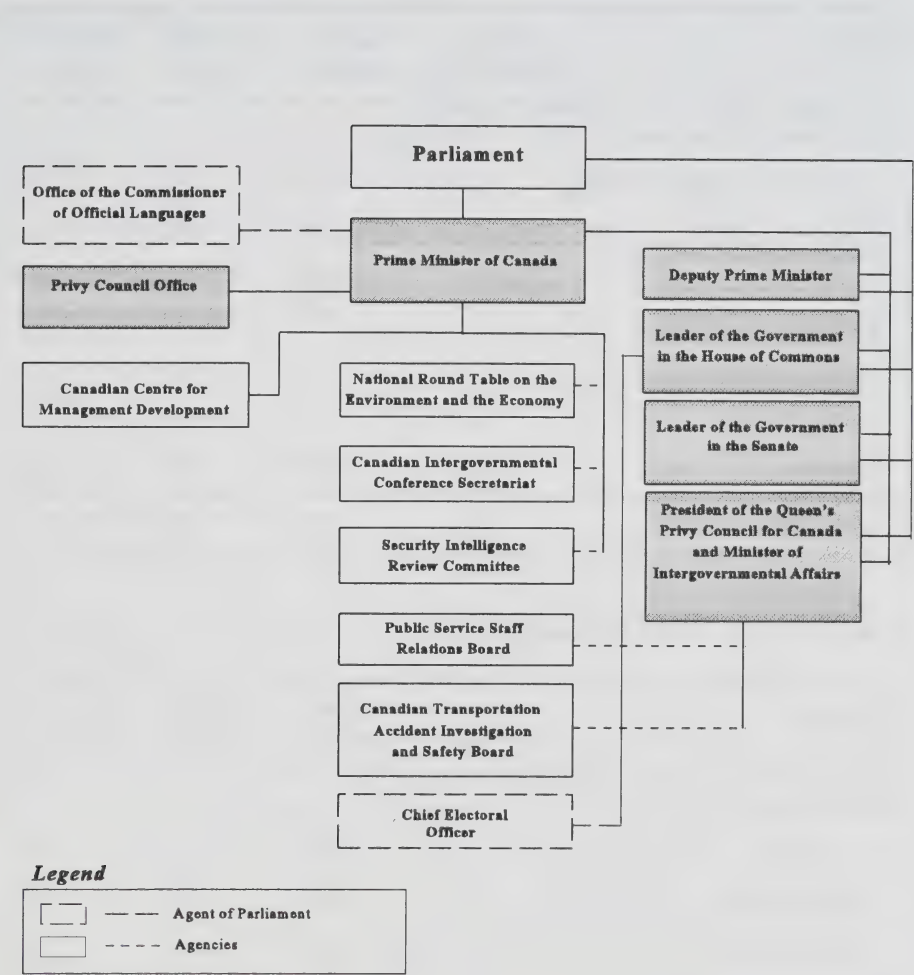 Parliament
Office of the Commissioner
of Official Languages
Prime Minister of Canada
Privy Council Office
Deputy Prime Minister
Leader of the Government
in the House of Commons
Canadian Centre for
Management Development
National Round Table on the
Environment and the Economy
Leader of the Government
in the Senate
Canadian Intergovernmental
Conference Secretariat
President of the Queen's
Privy Council for Canada
and Minister of
Intergovernmental Affairs
Security Intelligence
Review Committee
Public Service Staff
Relations Board
Canadian Transportation
Accident Investigation
and Safety Board
Chief Electoral
Officer
Legend
Agent of Parliament
Agencies